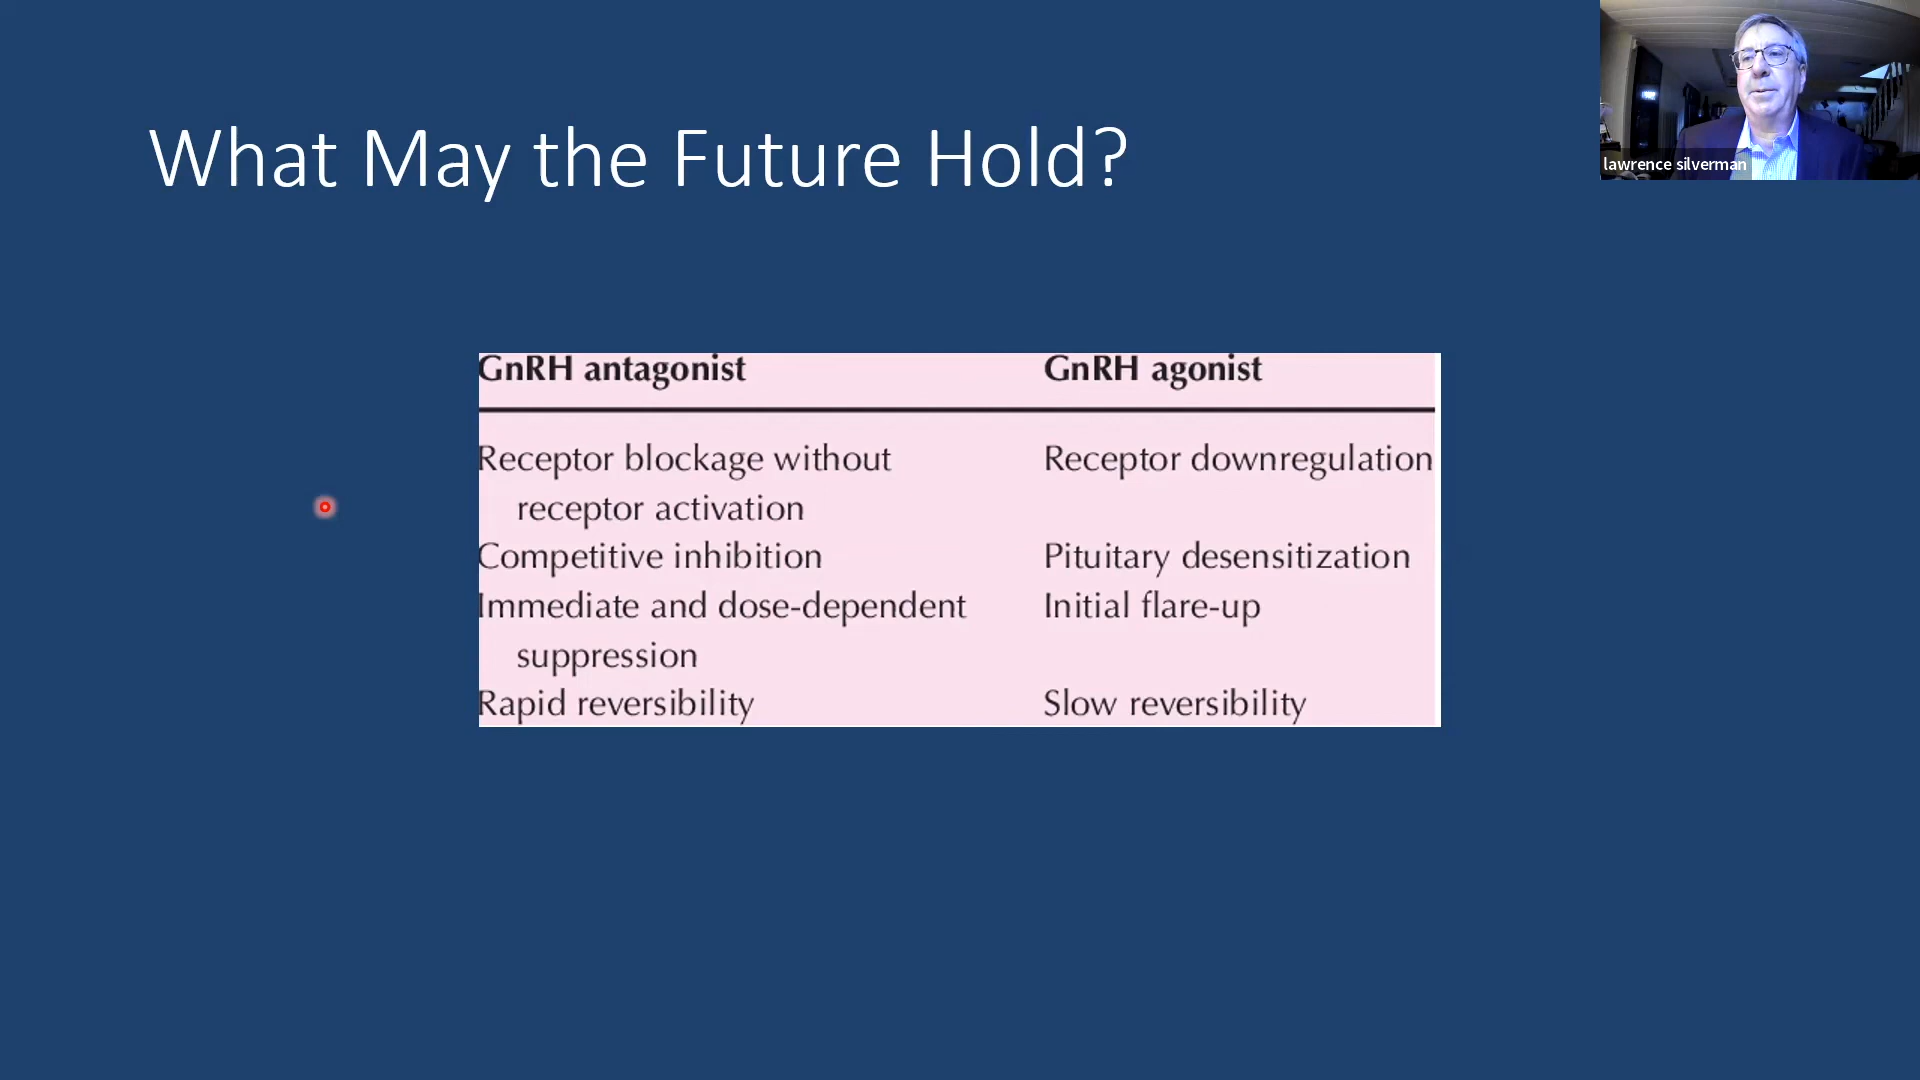 What May the Future Hold?
lawrence silverman
GnRH antagonist GnRH agonist
Receptor blockage without Receptor downregulation
receptor activation
Competitive inhibition Pituitary desensitization
Immediate and dose-dependent Initial flare-up
suppression
Rapid reversibility Slow reversibility